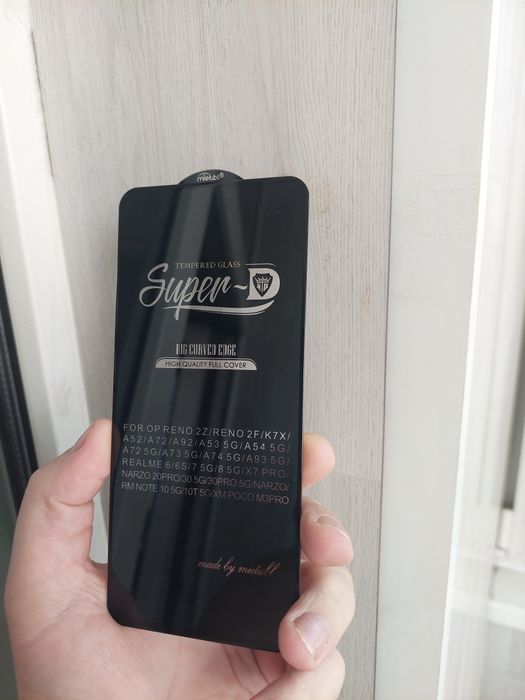 mietubl®
TEMPERED GLASS
Super-D
BIG CURVED EDGE
HIGH QUALITY FULL COVER
FOR OP RENO 2Z/RENO 2F/K7X/
A52/A72/A92/A53 5G/A54 5G/
A72 5G/A73 5G/A74 5G/A93 5G/
REALME 6/6S/7 5G/8 5G/X7 PRO/
NARZO 20PRO/30 5G/30PRO 5G/NARZO/
RM NOTE 10 5G/10T 5G/XM POCO M3PRO
made by mietubl